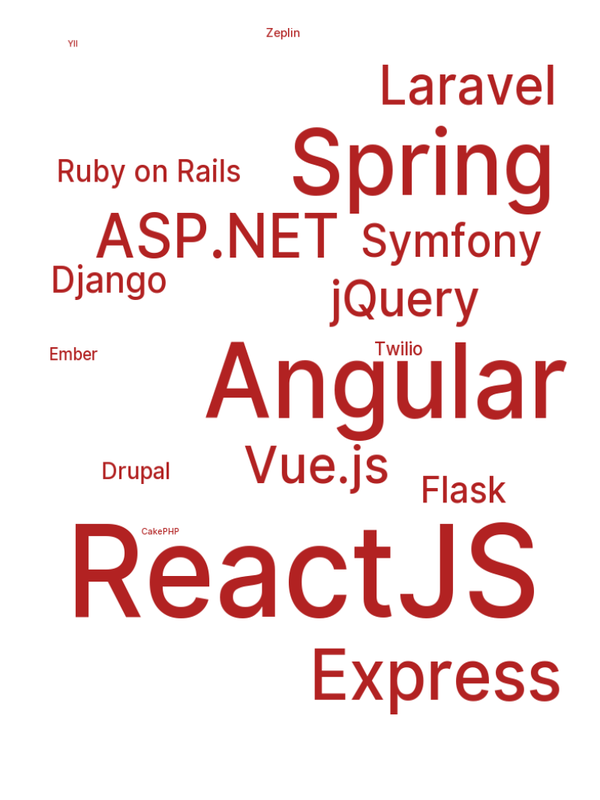 Zeplin
YII
Laravel
Spring
Ruby on Rails
ASP.NET
Symfony
Django
jQuery
Twilio
Ember
Angular
Vue.js
Drupal
Flask
CakePHP
ReactJS
Express